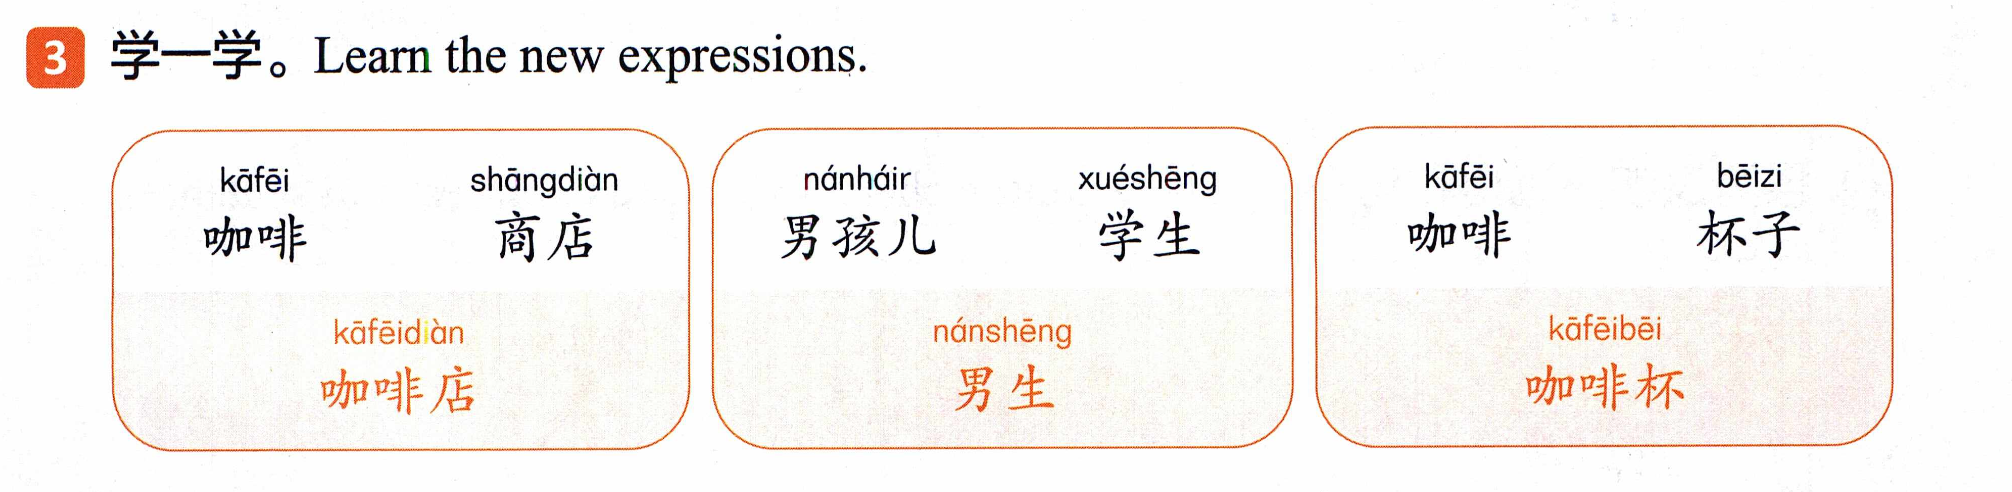 3 学一学。Learn the new expressions.
kāfēi shāngdiàn
咖啡 商店
kāfēidiàn
咖啡店
nánháir xuéshēng
男孩儿 学生
nánshēng
男生
kāfēi bēizi
咖啡 杯子
kāfēibēi
咖啡杯